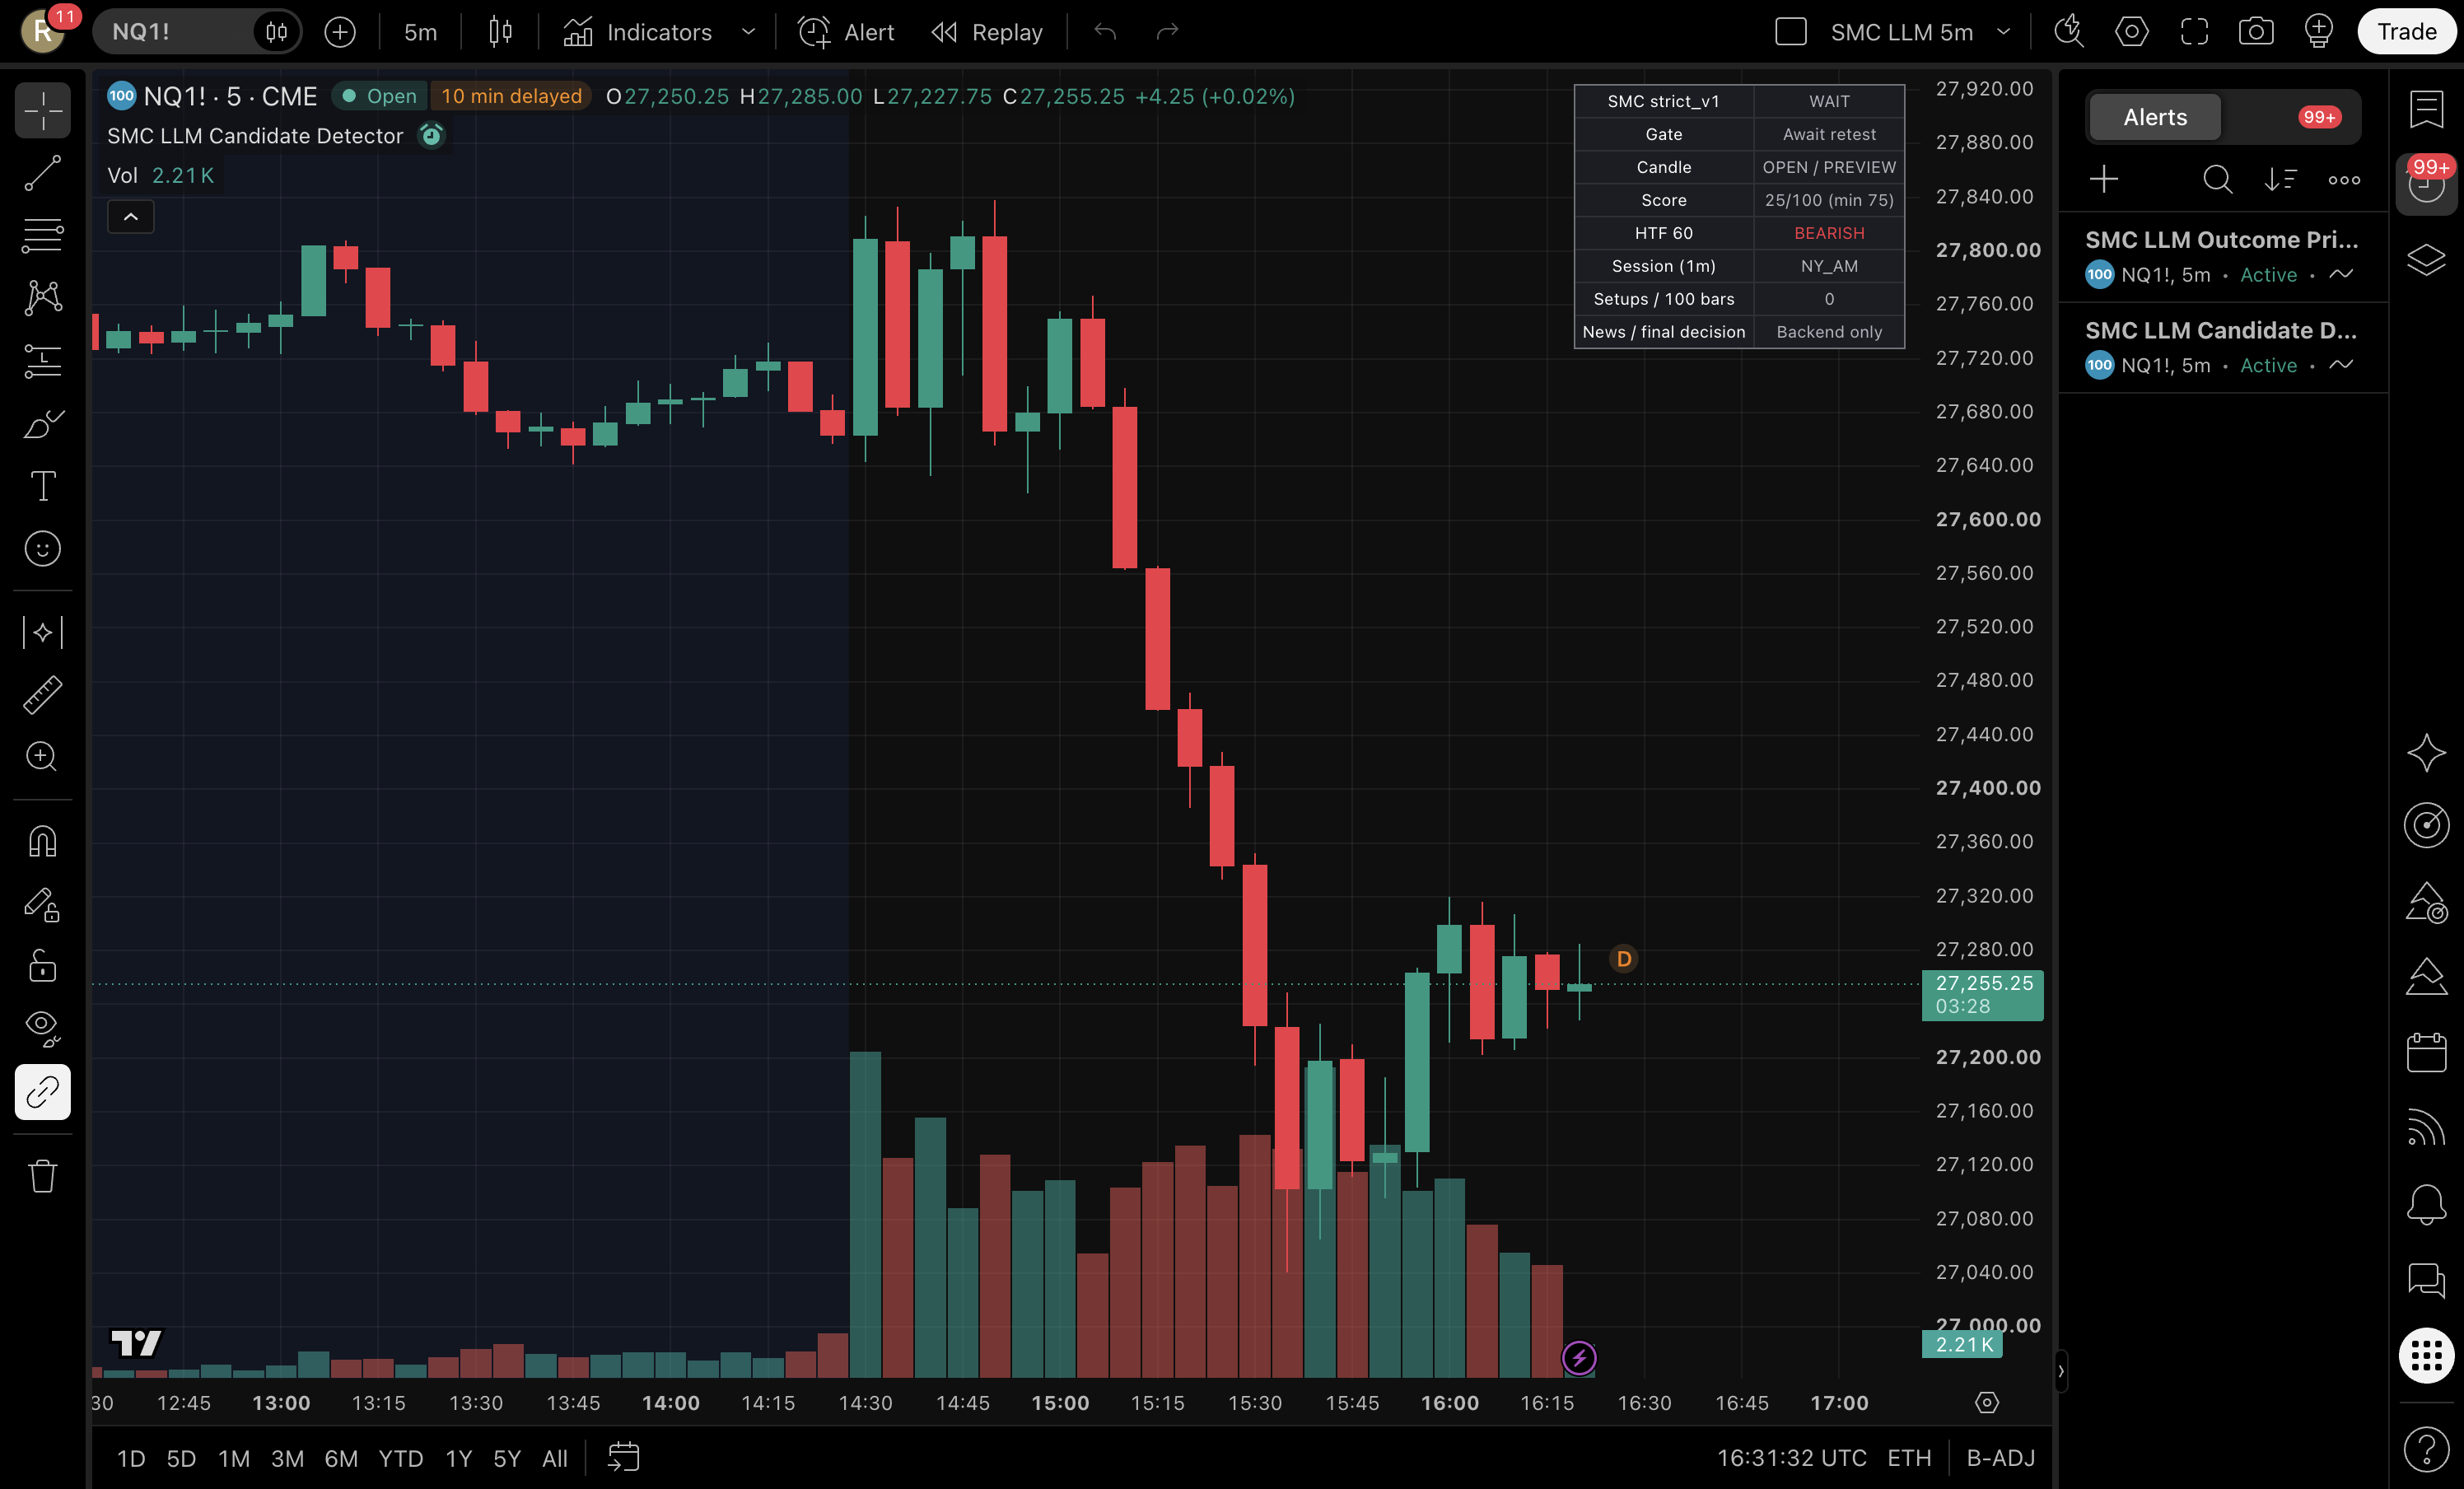 R 11 NQ1! 5m Indicators Alert Replay SMC LLM 5m Trade
100 NQ1! · 5 · CME Open 10 min delayed O27,250.25 H27,285.00 L27,227.75 C27,255.25 +4.25 (+0.02%)
SMC LLM Candidate Detector
Vol 2.21 K
SMC strict_v1 WAIT
Gate Await retest
Candle OPEN / PREVIEW
Score 25/100 (min 75)
HTF 60 BEARISH
Session (1m) NY_AM
Setups / 100 bars 0
News / final decision Backend only
27,920.00
27,880.00
27,840.00
27,800.00
27,760.00
27,720.00
27,680.00
27,640.00
27,600.00
27,560.00
27,520.00
27,480.00
27,440.00
27,400.00
27,360.00
27,320.00
27,280.00
27,255.25
03:28
27,200.00
27,160.00
27,120.00
27,080.00
27,040.00
27,000.00
2.21 K
D
Alerts 99+
99+
SMC LLM Outcome Pri...
100 NQ1!, 5m · Active ·
SMC LLM Candidate D...
100 NQ1!, 5m · Active ·
30 12:45 13:00 13:15 13:30 13:45 14:00 14:15 14:30 14:45 15:00 15:15 15:30 15:45 16:00 16:15 16:30 16:45 17:00
1D 5D 1M 3M 6M YTD 1Y 5Y All 16:31:32 UTC ETH B-ADJ